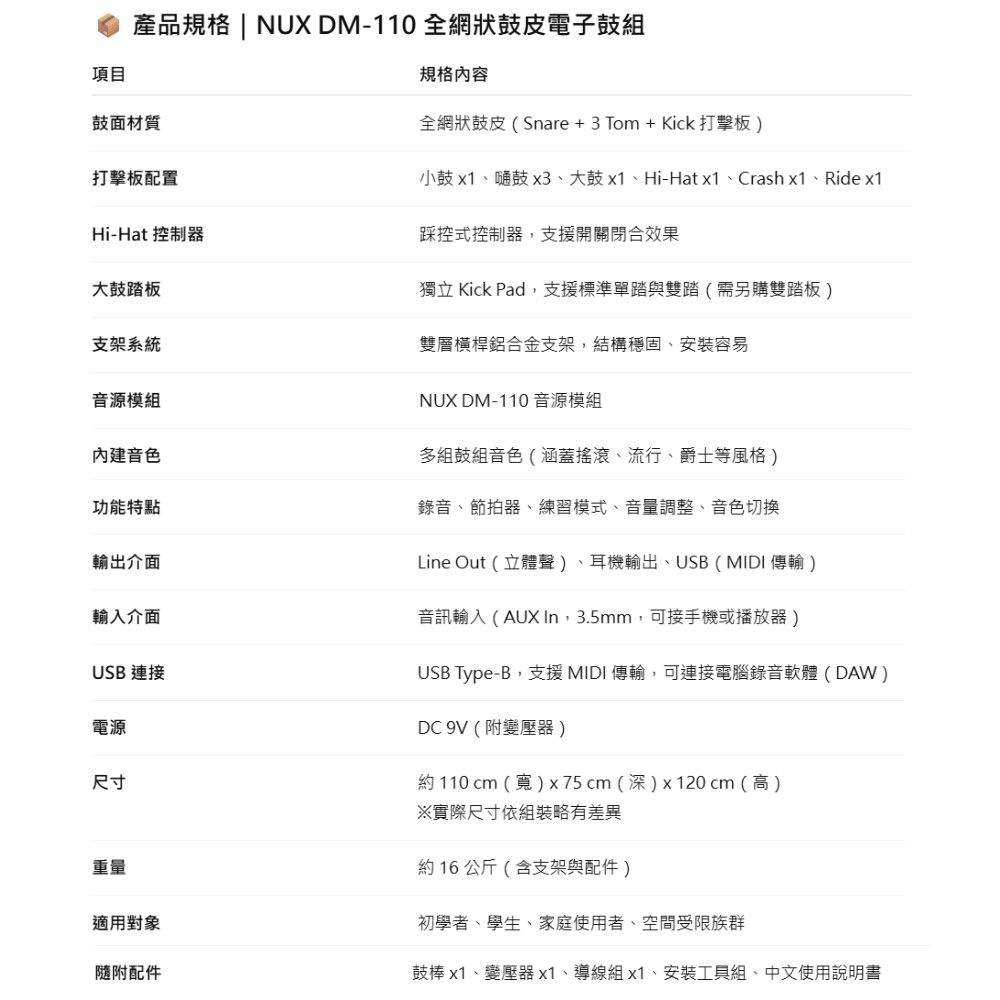 產品規格｜NUX DM-110 全網狀鼓皮電子鼓組
項目 規格內容
鼓面材質 全網狀鼓皮（Snare + 3 Tom + Kick 打擊板）
打擊板配置 小鼓 x1、嗵鼓 x3、大鼓 x1、Hi-Hat x1、Crash x1、Ride x1
Hi-Hat 控制器 踩控式控制器，支援開關閉合效果
大鼓踏板 獨立 Kick Pad，支援標準單踏與雙踏（需另購雙踏板）
支架系統 雙層橫桿鋁合金支架，結構穩固、安裝容易
音源模組 NUX DM-110 音源模組
內建音色 多組鼓組音色（涵蓋搖滾、流行、爵士等風格）
功能特點 錄音、節拍器、練習模式、音量調整、音色切換
輸出介面 Line Out（立體聲）、耳機輸出、USB（MIDI 傳輸）
輸入介面 音訊輸入（AUX In，3.5mm，可接手機或播放器）
USB 連接 USB Type-B，支援 MIDI 傳輸，可連接電腦錄音軟體（DAW）
電源 DC 9V（附變壓器）
尺寸 約 110 cm（寬）x 75 cm（深）x 120 cm（高）
※實際尺寸依組裝略有差異
重量 約 16 公斤（含支架與配件）
適用對象 初學者、學生、家庭使用者、空間受限族群
隨附配件 鼓棒 x1、變壓器 x1、導線組 x1、安裝工具組、中文使用說明書